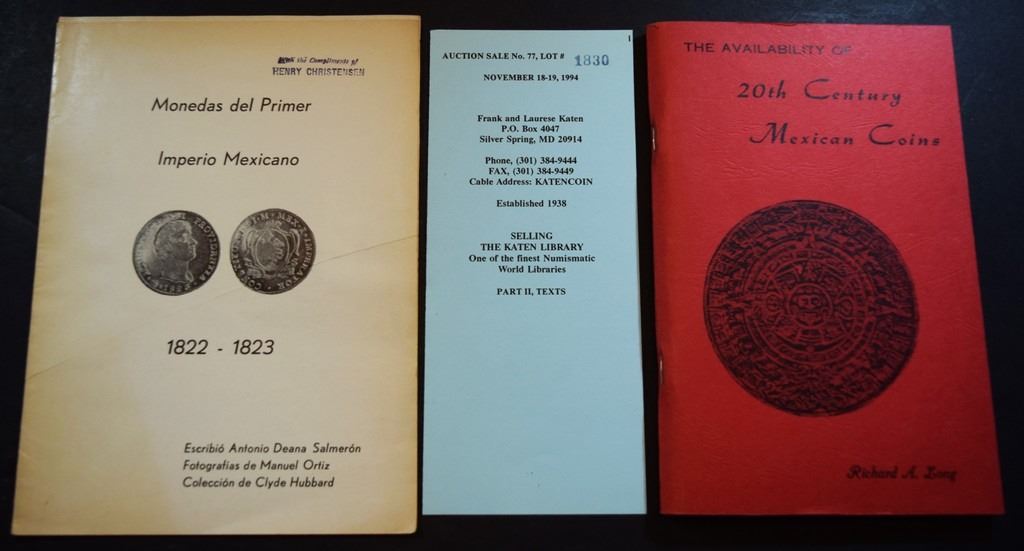 With the Compliments of
HENRY CHRISTENSEN
Monedas del Primer
Imperio Mexicano
1822 - 1823
Escribió Antonio Deana Salmerón
Fotografías de Manuel Ortiz
Colección de Clyde Hubbard
1
AUCTION SALE No. 77, LOT # 1830
NOVEMBER 18-19, 1994
Frank and Laurese Katen
P.O. Box 4047
Silver Spring, MD 20914
Phone, (301) 384-9444
FAX, (301) 384-9449
Cable Address: KATENCOIN
Established 1938
SELLING
THE KATEN LIBRARY
One of the finest Numismatic
World Libraries
PART II, TEXTS
THE AVAILABILITY OF
20th Century
Mexican Coins
Richard A. Long